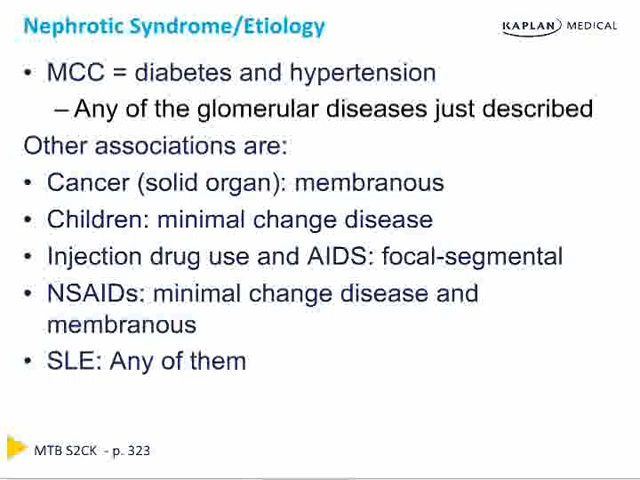 Nephrotic Syndrome/Etiology
KAPLAN MEDICAL
• MCC = diabetes and hypertension
– Any of the glomerular diseases just described
Other associations are:
• Cancer (solid organ): membranous
• Children: minimal change disease
• Injection drug use and AIDS: focal-segmental
• NSAIDs: minimal change disease and
membranous
• SLE: Any of them
MTB S2CK - p. 323